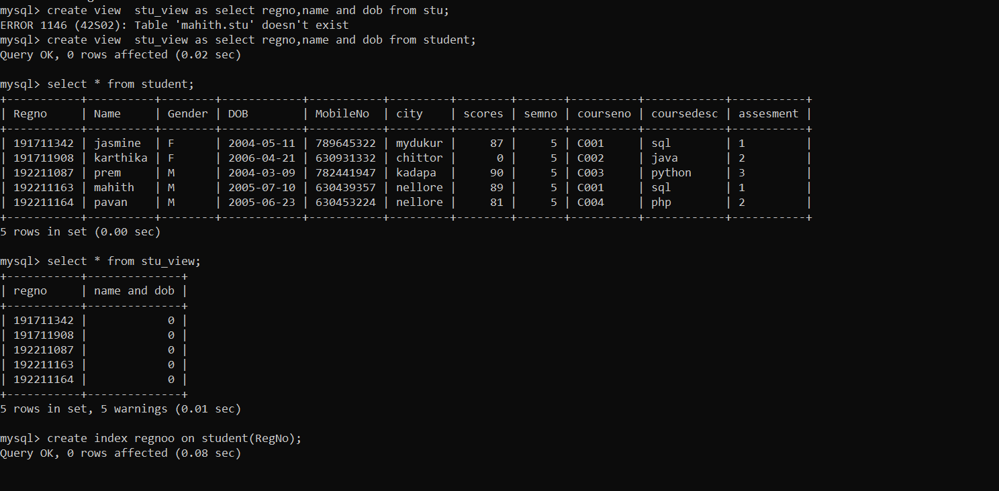 mysql> create view  stu_view as select regno,name and dob from stu;
ERROR 1146 (42S02): Table 'mahith.stu' doesn't exist
mysql> create view  stu_view as select regno,name and dob from student;
Query OK, 0 rows affected (0.02 sec)

mysql> select * from student;
+-----------+----------+--------+------------+-----------+---------+--------+-------+----------+------------+-----------+
| Regno     | Name     | Gender | DOB        | MobileNo  | city    | scores | semno | courseno | coursedesc | assesment |
+-----------+----------+--------+------------+-----------+---------+--------+-------+----------+------------+-----------+
| 191711342 | jasmine  | F      | 2004-05-11 | 789645322 | mydukur |     87 |     5 | C001     | sql        | 1         |
| 191711908 | karthika | F      | 2006-04-21 | 630931332 | chittor |      0 |     5 | C002     | java       | 2         |
| 192211087 | prem     | M      | 2004-03-09 | 782441947 | kadapa  |     90 |     5 | C003     | python     | 3         |
| 192211163 | mahith   | M      | 2005-07-10 | 630439357 | nellore |     89 |     5 | C001     | sql        | 1         |
| 192211164 | pavan    | M      | 2005-06-23 | 630453224 | nellore |     81 |     5 | C004     | php        | 2         |
+-----------+----------+--------+------------+-----------+---------+--------+-------+----------+------------+-----------+
5 rows in set (0.00 sec)

mysql> select * from stu_view;
+-----------+--------------+
| regno     | name and dob |
+-----------+--------------+
| 191711342 |            0 |
| 191711908 |            0 |
| 192211087 |            0 |
| 192211163 |            0 |
| 192211164 |            0 |
+-----------+--------------+
5 rows in set, 5 warnings (0.01 sec)

mysql> create index regnoo on student(RegNo);
Query OK, 0 rows affected (0.08 sec)